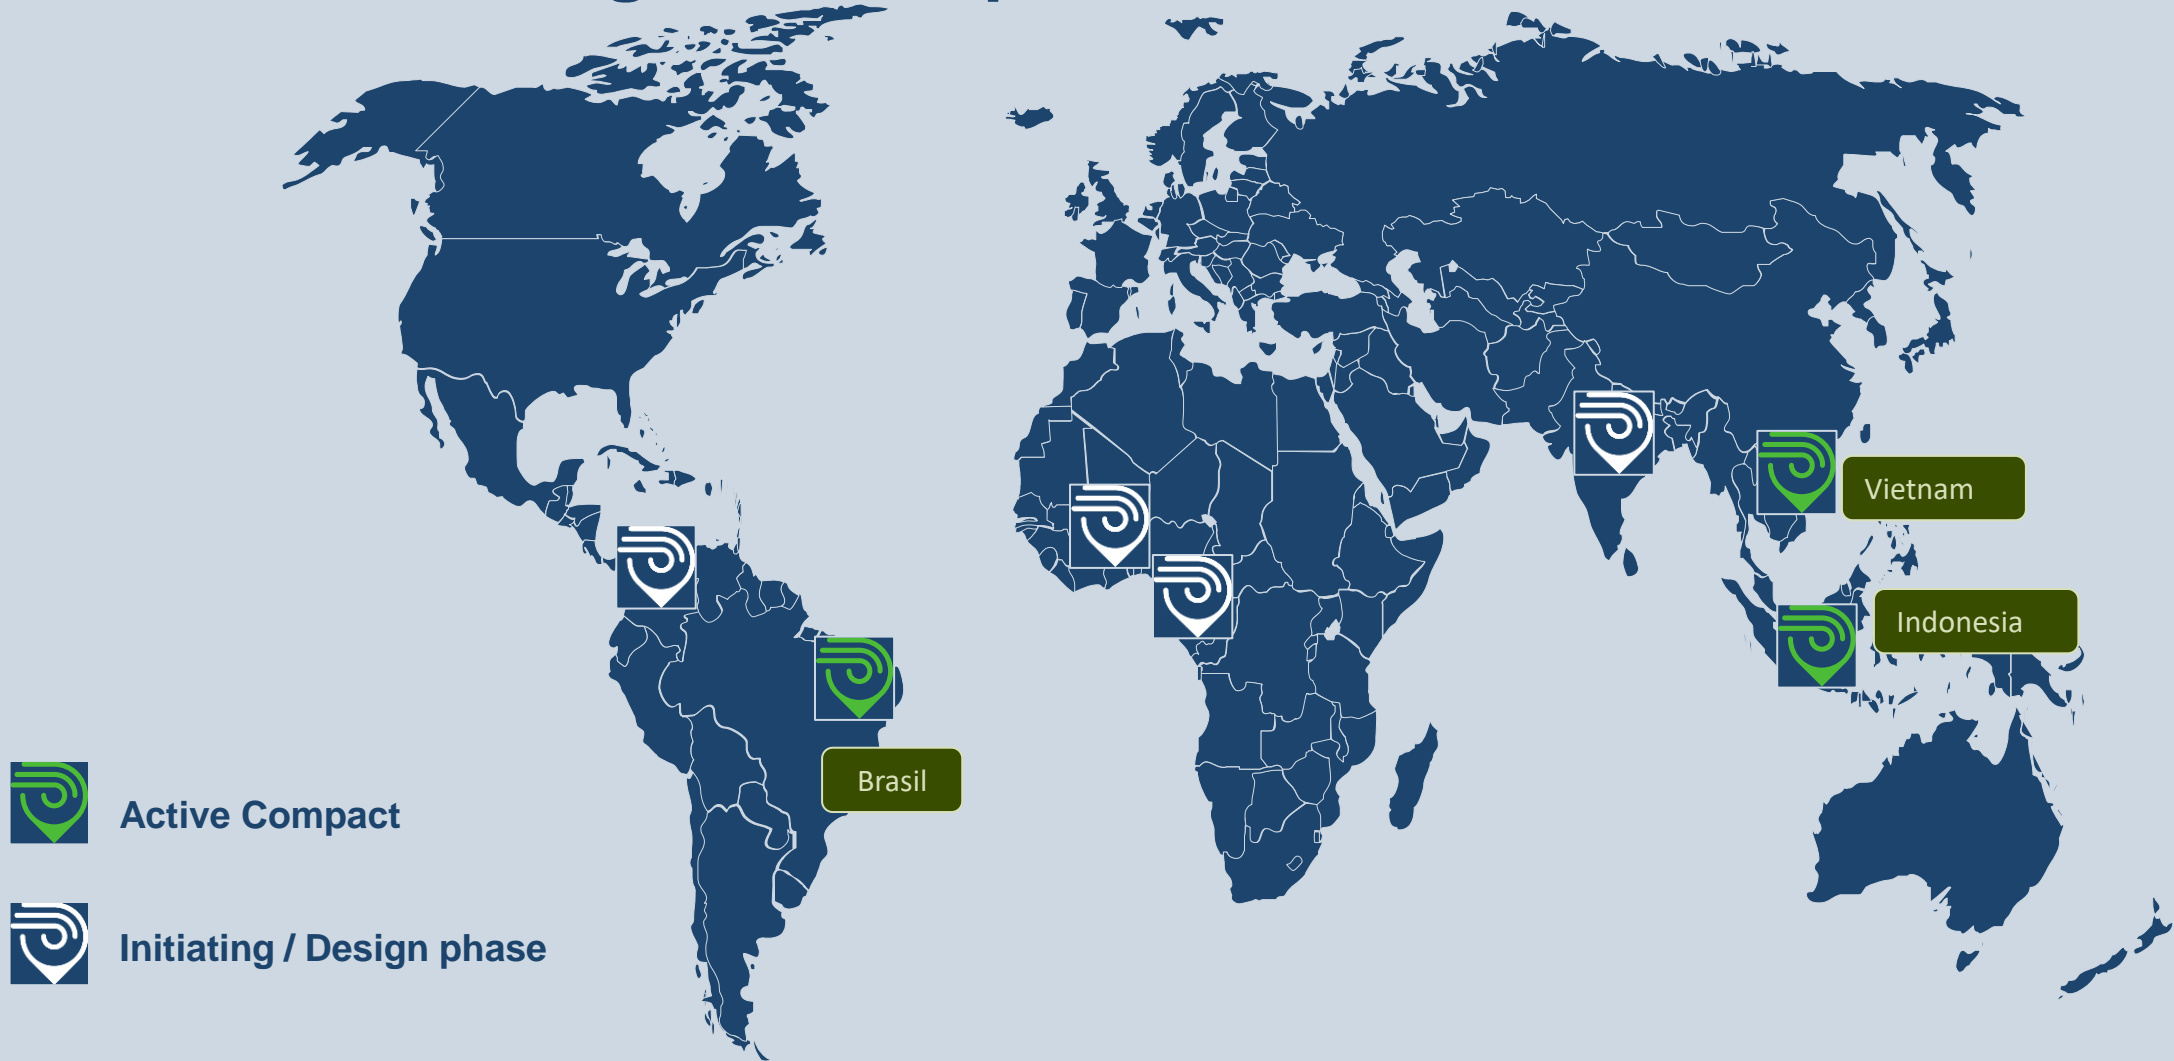 Vietnam
Indonesia
Brasil
Active Compact
Initiating / Design phase